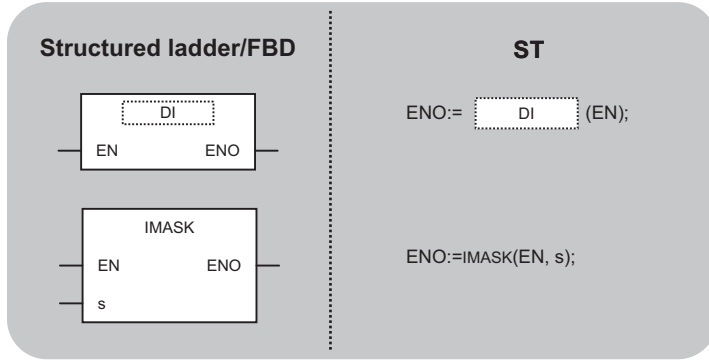 Structured ladder/FBD
DI
EN ENO
IMASK
EN ENO
s
ST
ENO:= DI (EN);
ENO:=IMASK(EN, s);